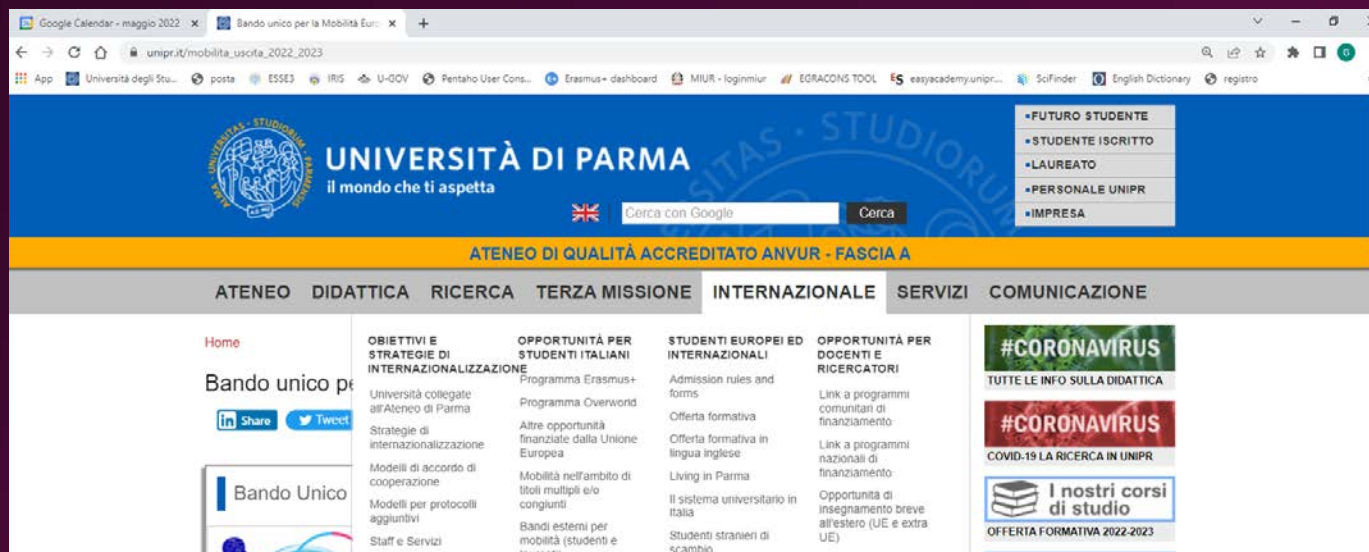 Google Calendar - maggio 2022
Bando unico per la Mobilità Eur
unipr.it/mobilita_uscita_2022_2023
App Università degli Stu... posta ESSE3 IRIS U-GOV Pentaho User Cons... Erasmus+ dashboard MIUR - loginmiur EGRACONS TOOL easyacademy.unipr... SciFinder English Dictionary registro
UNIVERSITÀ DI PARMA
il mondo che ti aspetta
Cerca con Google
Cerca
FUTURO STUDENTE
STUDENTE ISCRITTO
LAUREATO
PERSONALE UNIPR
IMPRESA
ATENEO DI QUALITÀ ACCREDITATO ANVUR - FASCIA A
ATENEO DIDATTICA RICERCA TERZA MISSIONE INTERNAZIONALE SERVIZI COMUNICAZIONE
Home
Bando unico pe
Share
Tweet
Bando Unico
OBIETTIVI E
STRATEGIE DI
INTERNAZIONALIZZAZIONE
Università collegate
all'Ateneo di Parma
Strategie di
internazionalizzazione
Modelli di accordo di
cooperazione
Modelli per protocolli
aggiuntivi
Staff e Servizi
OPPORTUNITÀ PER
STUDENTI ITALIANI
Programma Erasmus+
Programma Overworld
Altre opportunità
finanziate dalla Unione
Europea
Mobilità nell'ambito di
titoli multipli e/o
congiunti
Bandi esterni per
mobilità (studenti e
STUDENTI EUROPEI ED
INTERNAZIONALI
Admission rules and
forms
Offerta formativa
Offerta formativa in
lingua inglese
Living in Parma
Il sistema universitario in
Italia
Studenti stranieri di
scambio
OPPORTUNITÀ PER
DOCENTI E
RICERCATORI
Link a programmi
comunitari di
finanziamento
Link a programmi
nazionali di
finanziamento
Opportunità di
insegnamento breve
all'estero (UE e extra
UE)
#CORONAVIRUS
TUTTE LE INFO SULLA DIDATTICA
#CORONAVIRUS
COVID-19 LA RICERCA IN UNIPR
I nostri corsi
di studio
OFFERTA FORMATIVA 2022-2023